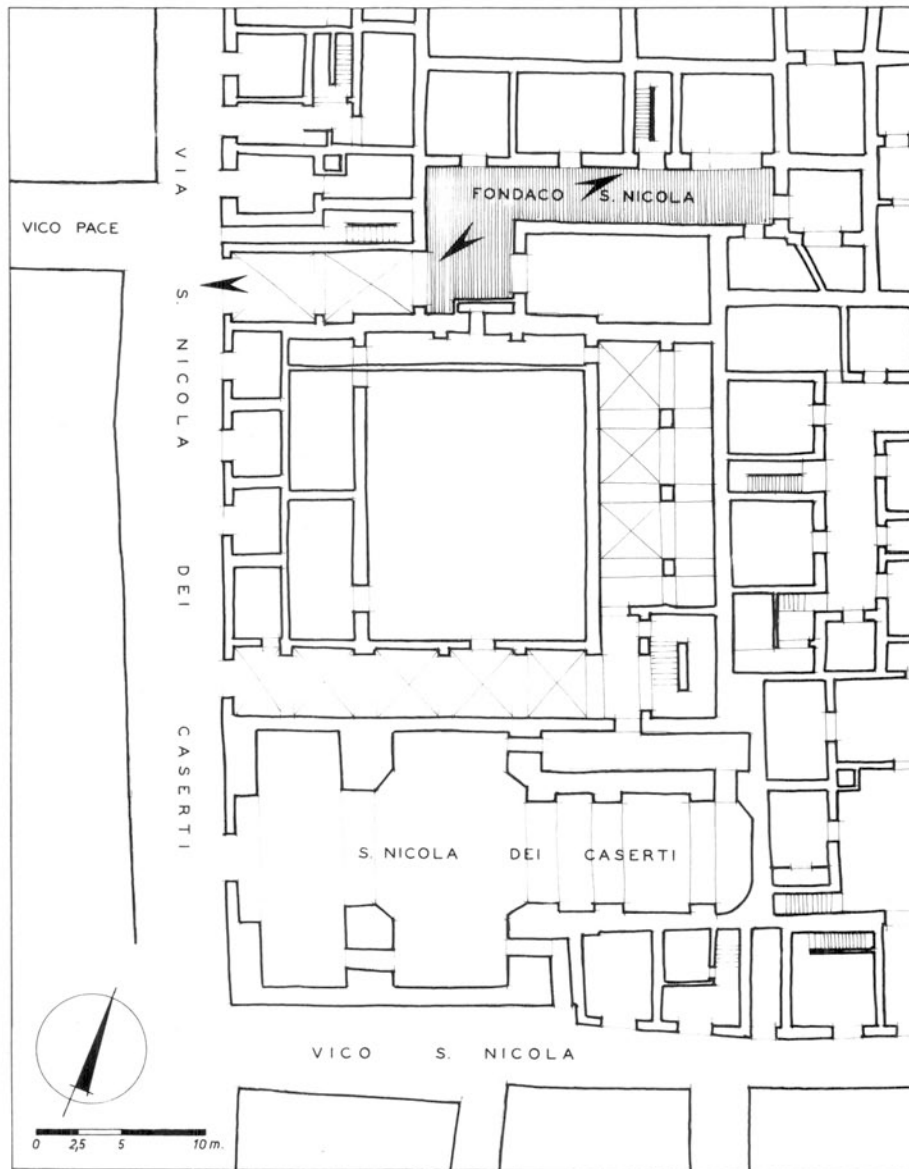 VIA S. NICOLA DEI CASERTI
VICO PACE
FONDACO S. NICOLA
S. NICOLA DEI CASERTI
VICO S. NICOLA
0 2,5 5 10 m.